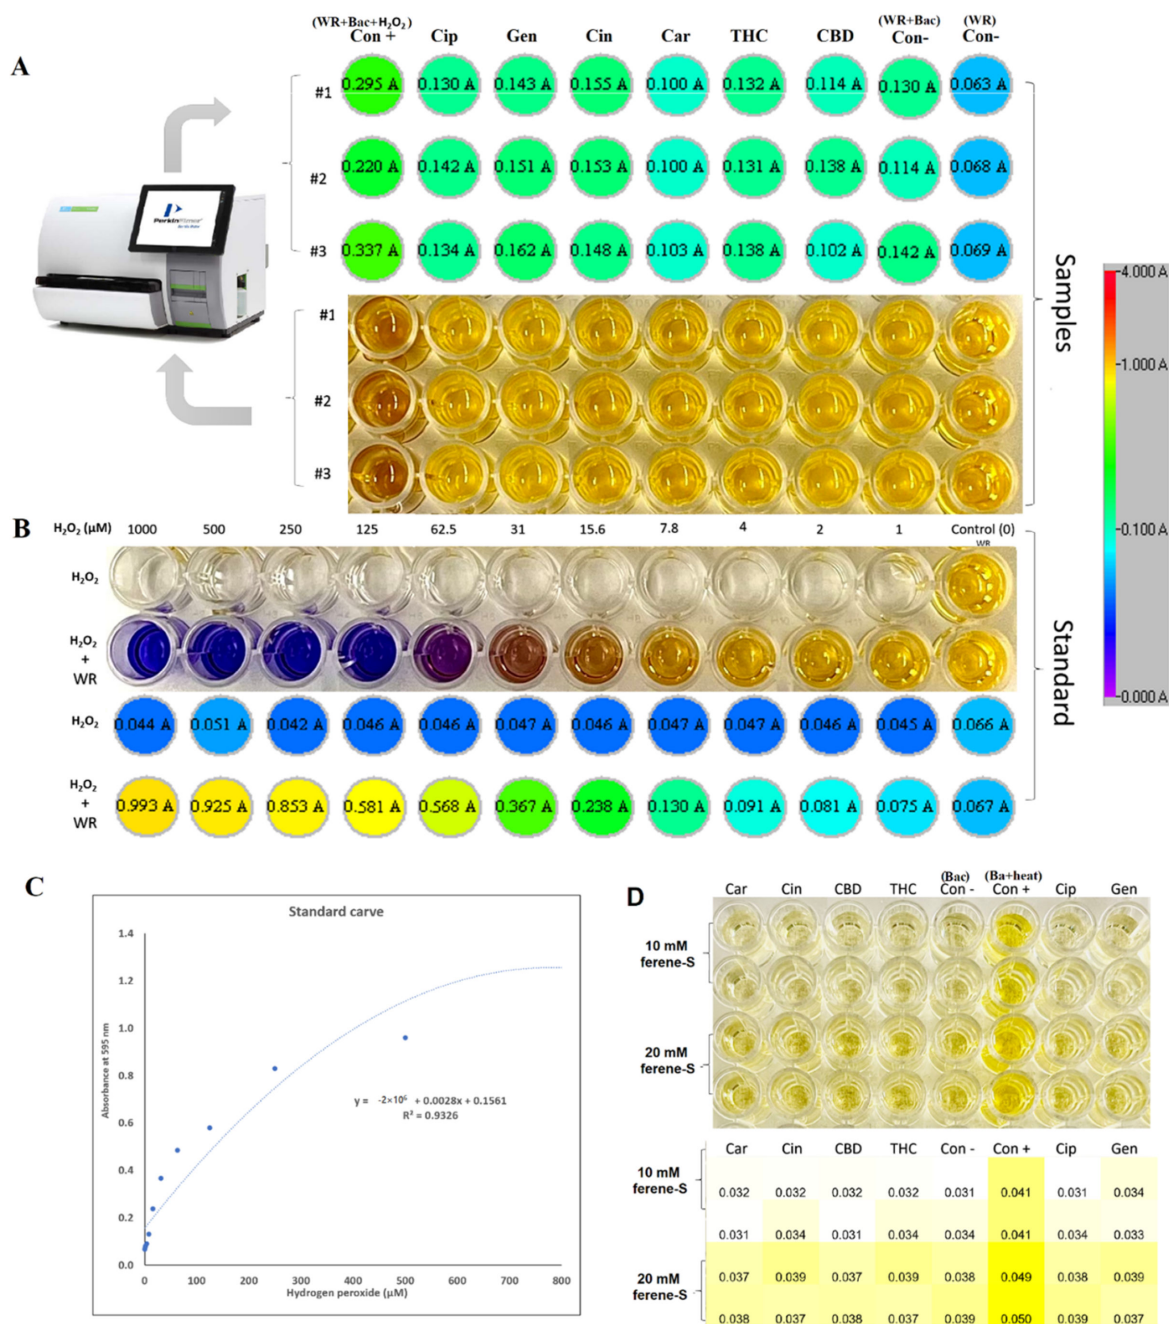 A
(WR+Bac+H₂O₂) (WR+Bac) (WR)
Con + Cip Gen Cin Car THC CBD Con- Con-
#1 0.295 A 0.130 A 0.143 A 0.155 A 0.100 A 0.132 A 0.114 A 0.130 A 0.063 A
#2 0.220 A 0.142 A 0.151 A 0.153 A 0.100 A 0.131 A 0.138 A 0.114 A 0.068 A
#3 0.337 A 0.134 A 0.162 A 0.148 A 0.103 A 0.138 A 0.102 A 0.142 A 0.069 A
PerkinElmer
#1
#2
#3
Samples
4.000 A
1.000 A
0.100 A
0.000 A
B
H₂O₂ (μM) 1000 500 250 125 62.5 31 15.6 7.8 4 2 1 Control (0)
WR
H₂O₂
H₂O₂
+
WR
H₂O₂ 0.044 A 0.051 A 0.042 A 0.046 A 0.046 A 0.047 A 0.046 A 0.047 A 0.047 A 0.046 A 0.045 A 0.066 A
H₂O₂
+
WR
0.993 A 0.925 A 0.853 A 0.581 A 0.568 A 0.367 A 0.238 A 0.130 A 0.091 A 0.081 A 0.075 A 0.067 A
Standard
C
Standard carve
Absorbance at 595 nm
1.4
1.2
1.0
0.8
0.6
0.4
0.2
0.0
y = -2×10⁶ + 0.0028x + 0.1561
R² = 0.9326
0 100 200 300 400 500 600 700 800
Hydrogen peroxide (μM)
D
(Bac) (Ba+heat)
Car Cin CBD THC Con - Con + Cip Gen
10 mM
ferene-S
20 mM
ferene-S
Car Cin CBD THC Con - Con + Cip Gen
10 mM
ferene-S
0.032 0.032 0.032 0.032 0.031 0.041 0.031 0.034
0.031 0.034 0.031 0.034 0.034 0.041 0.034 0.033
20 mM
ferene-S
0.037 0.039 0.037 0.039 0.038 0.049 0.038 0.039
0.038 0.037 0.038 0.037 0.039 0.050 0.039 0.037